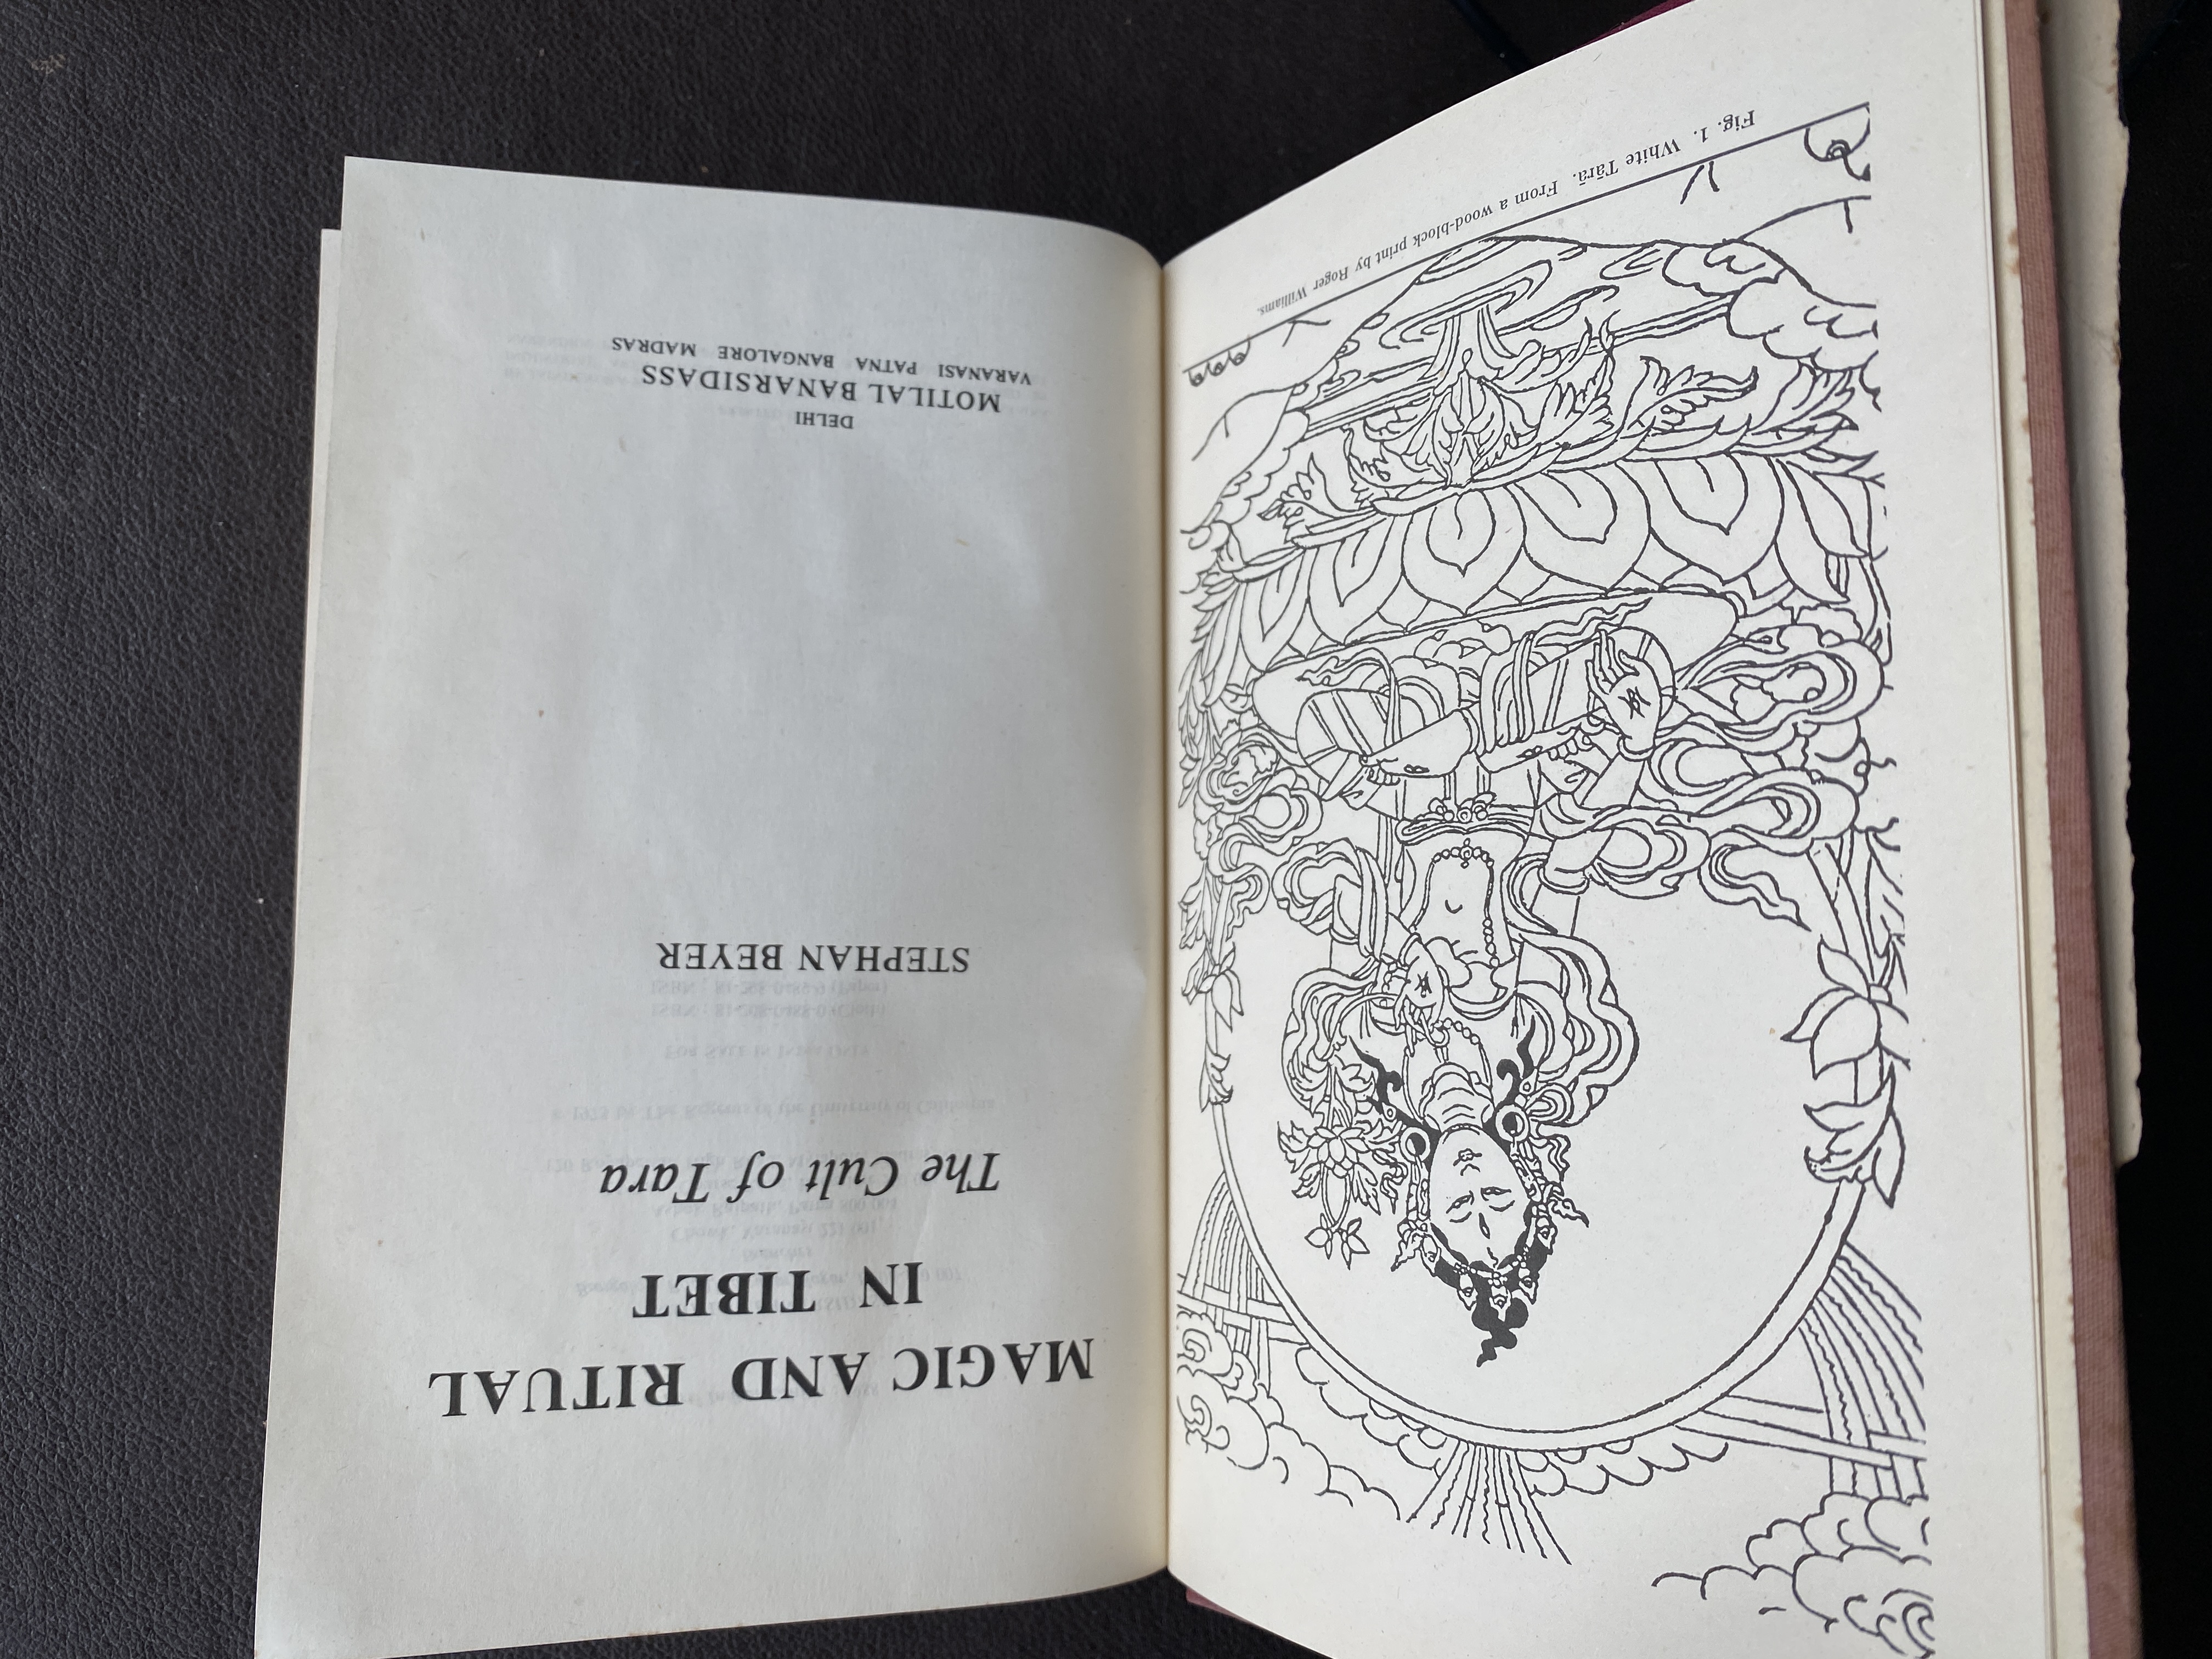 Fig. 1. White Tārā. From a wood-block print by Roger Williams.
MAGIC AND RITUAL
IN TIBET
The Cult of Tara
STEPHAN BEYER
DELHI
MOTILAL BANARSIDASS
VARANASI PATNA BANGALORE MADRAS